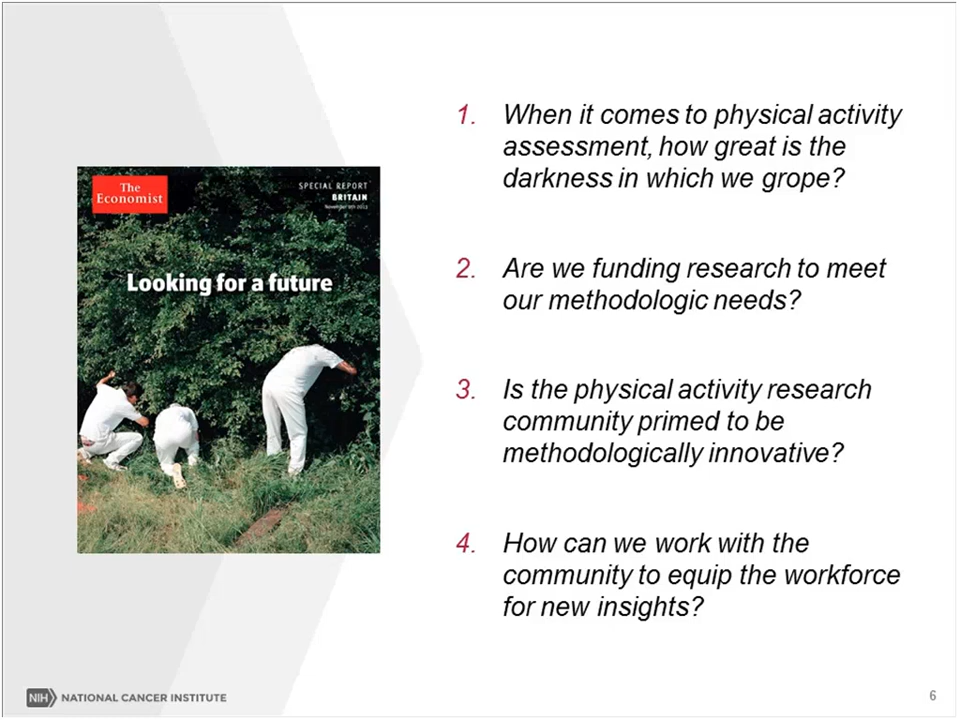 The
Economist
SPECIAL REPORT
BRITAIN
November 9th 2013
Looking for a future
1. When it comes to physical activity
assessment, how great is the
darkness in which we grope?
2. Are we funding research to meet
our methodologic needs?
3. Is the physical activity research
community primed to be
methodologically innovative?
4. How can we work with the
community to equip the workforce
for new insights?
NIH NATIONAL CANCER INSTITUTE
6